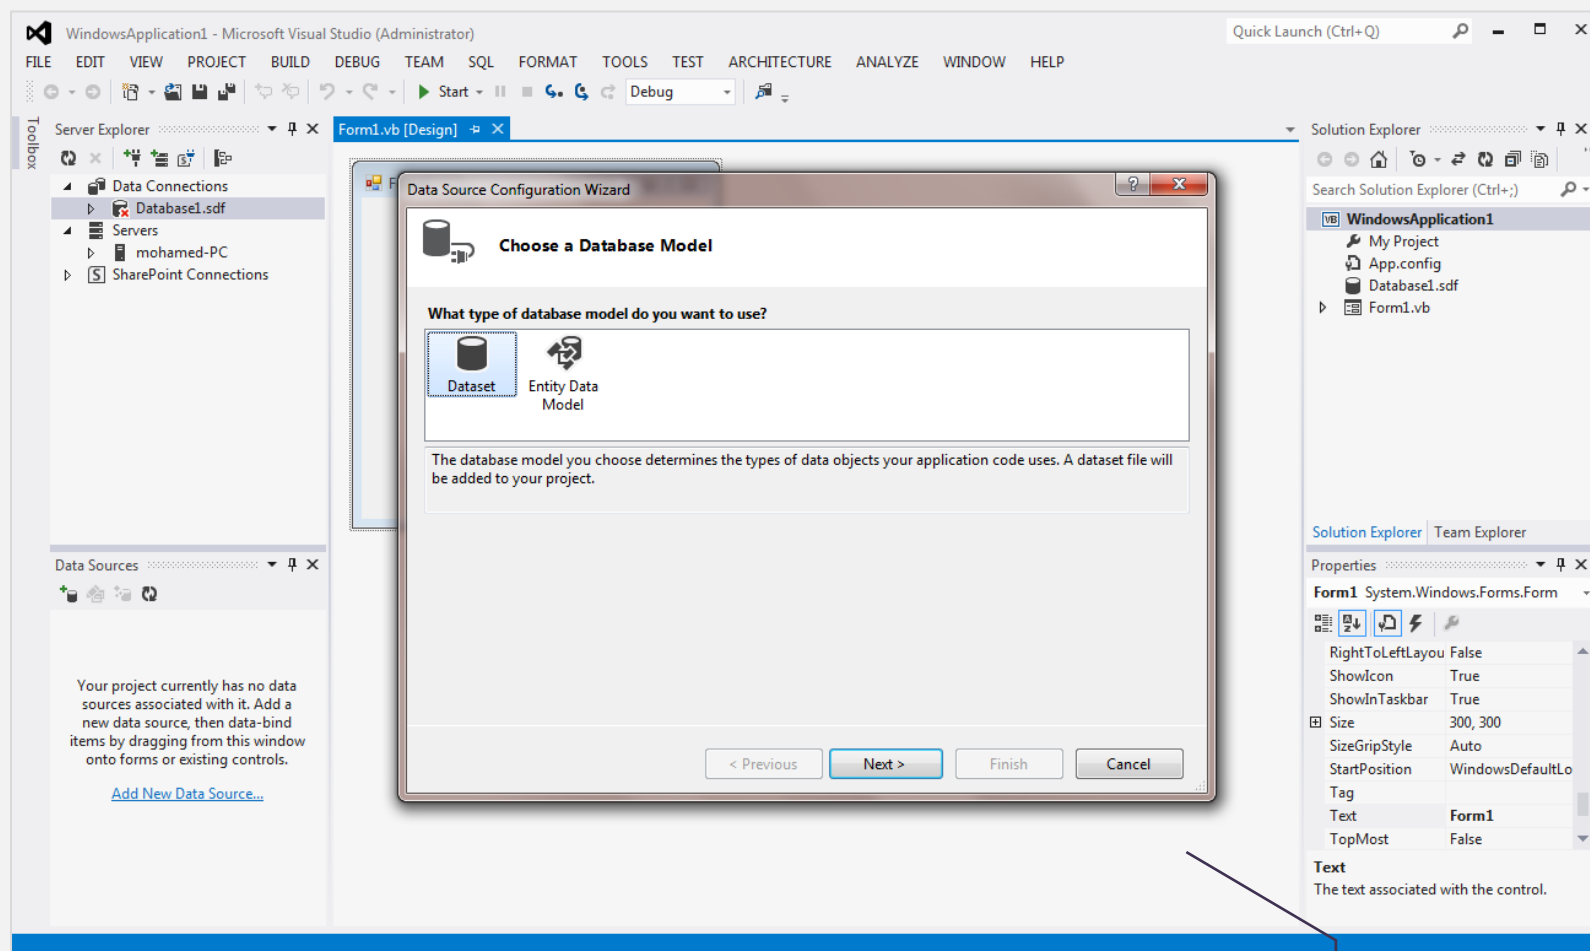 WindowsApplication1 - Microsoft Visual Studio (Administrator)
Quick Launch (Ctrl+Q)
FILE EDIT VIEW PROJECT BUILD DEBUG TEAM SQL FORMAT TOOLS TEST ARCHITECTURE ANALYZE WINDOW HELP
Start
Debug
Toolbox
Server Explorer
Data Connections
Database1.sdf
Servers
mohamed-PC
SharePoint Connections
Data Sources
Your project currently has no data
sources associated with it. Add a
new data source, then data-bind
items by dragging from this window
onto forms or existing controls.
Add New Data Source...
Form1.vb [Design]
F
Data Source Configuration Wizard
?
Choose a Database Model
What type of database model do you want to use?
Dataset
Entity Data
Model
The database model you choose determines the types of data objects your application code uses. A dataset file will
be added to your project.
< Previous
Next >
Finish
Cancel
Solution Explorer
Search Solution Explorer (Ctrl+;)
VB WindowsApplication1
My Project
App.config
Database1.sdf
Form1.vb
Solution Explorer
Team Explorer
Properties
Form1 System.Windows.Forms.Form
RightToLeftLayou False
ShowIcon True
ShowInTaskbar True
Size 300, 300
SizeGripStyle Auto
StartPosition WindowsDefaultLo
Tag
Text Form1
TopMost False
Text
The text associated with the control.